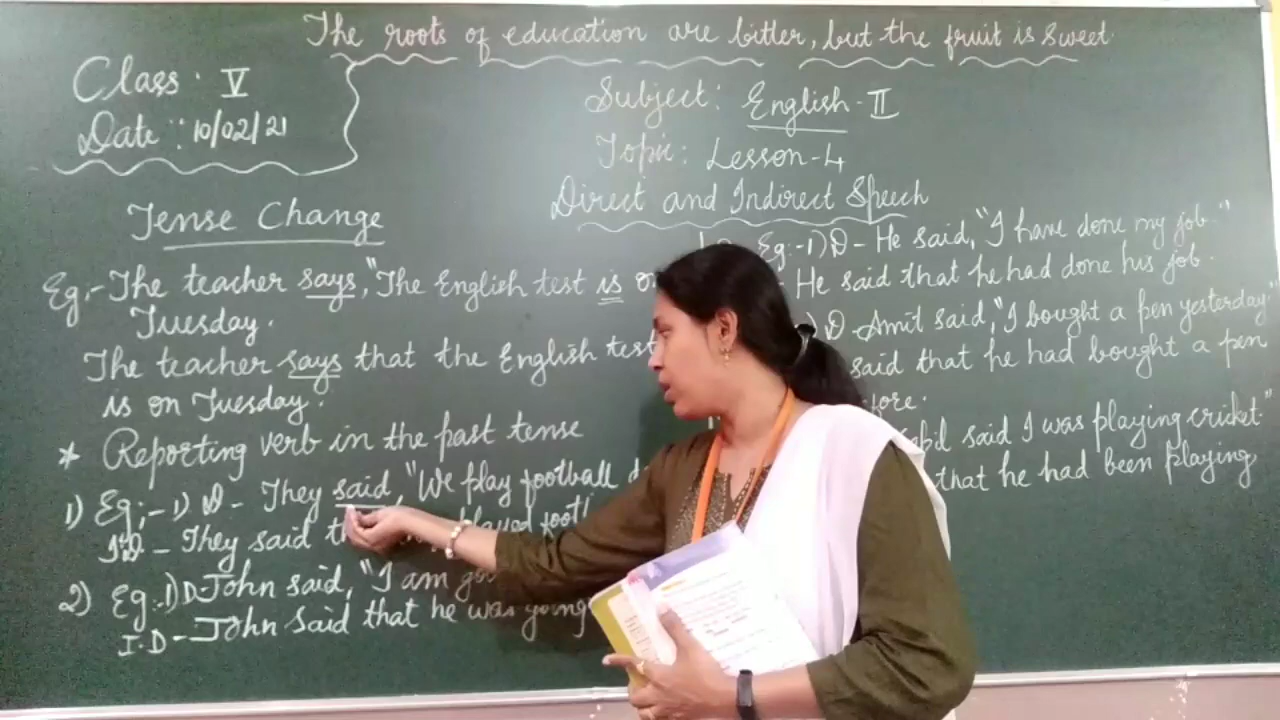 The roots of education are bitter, but the fruit is sweet
Class: V
Date :: 10/02/21
Subject: English-II
Topic: Lesson-4
Direct and Indirect Speech
Tense Change
Eg:- The teacher says, "The English test is
Tuesday.
The teacher says that the English test
is on Tuesday.
* Reporting verb in the past tense
1) Eg:- 1) D - They said, "We play football
I.D. - They said played
2) Eg:-1) D-John said, "I am
I.D - John said that he was going
Eg:-1) D - He said, "I have done my job."
He said that he had done his job.
) D - Amit said, "I bought a pen yesterday."
said that he had bought a pen
said I was playing cricket."
that he had been playing